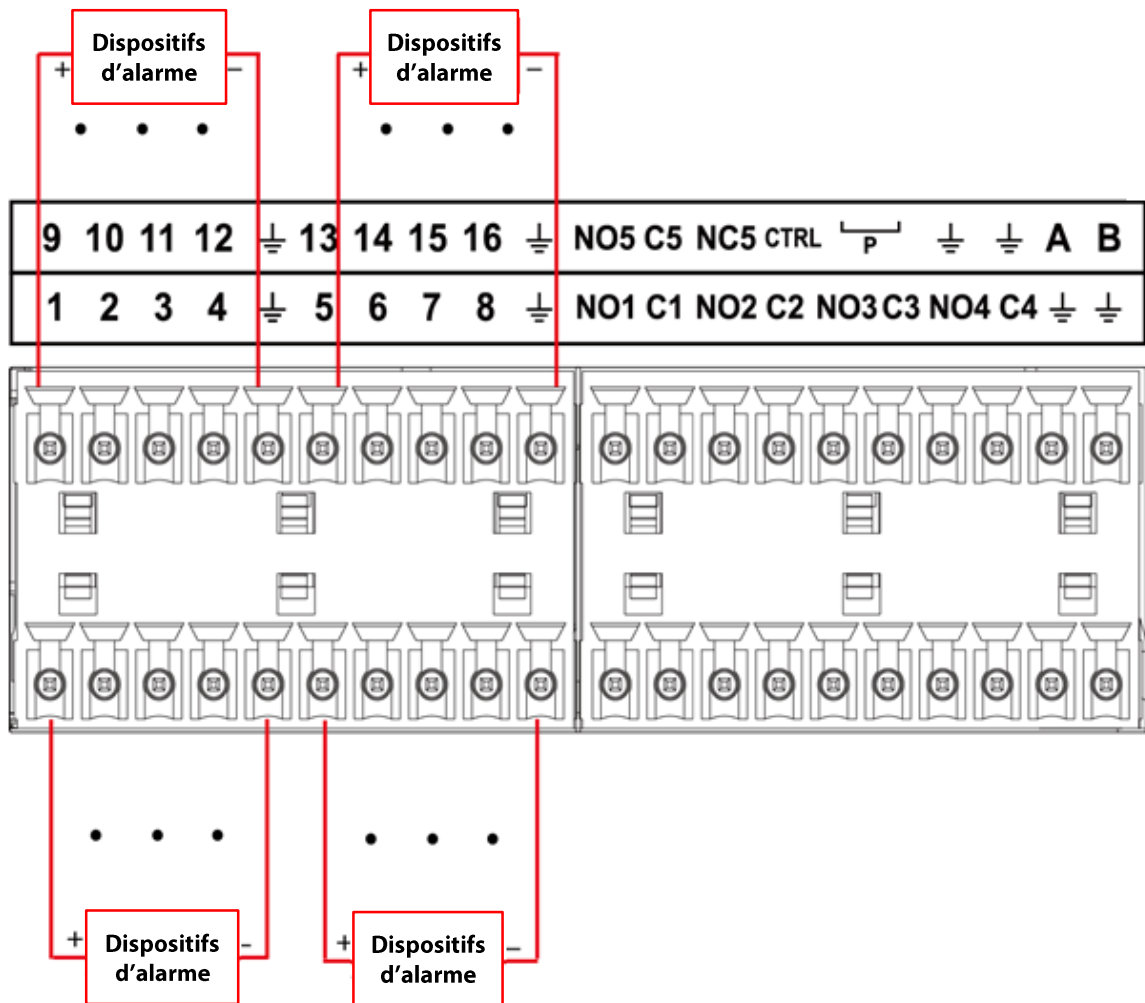 Dispositifs
d’alarme
+ −
Dispositifs
d’alarme
+ −
9 10 11 12 ⏚ 13 14 15 16 ⏚ NO5 C5 NC5 CTRL P ⏚ ⏚ A B
1 2 3 4 ⏚ 5 6 7 8 ⏚ NO1 C1 NO2 C2 NO3 C3 NO4 C4 ⏚ ⏚
+ -
Dispositifs
d’alarme
+ −
Dispositifs
d’alarme